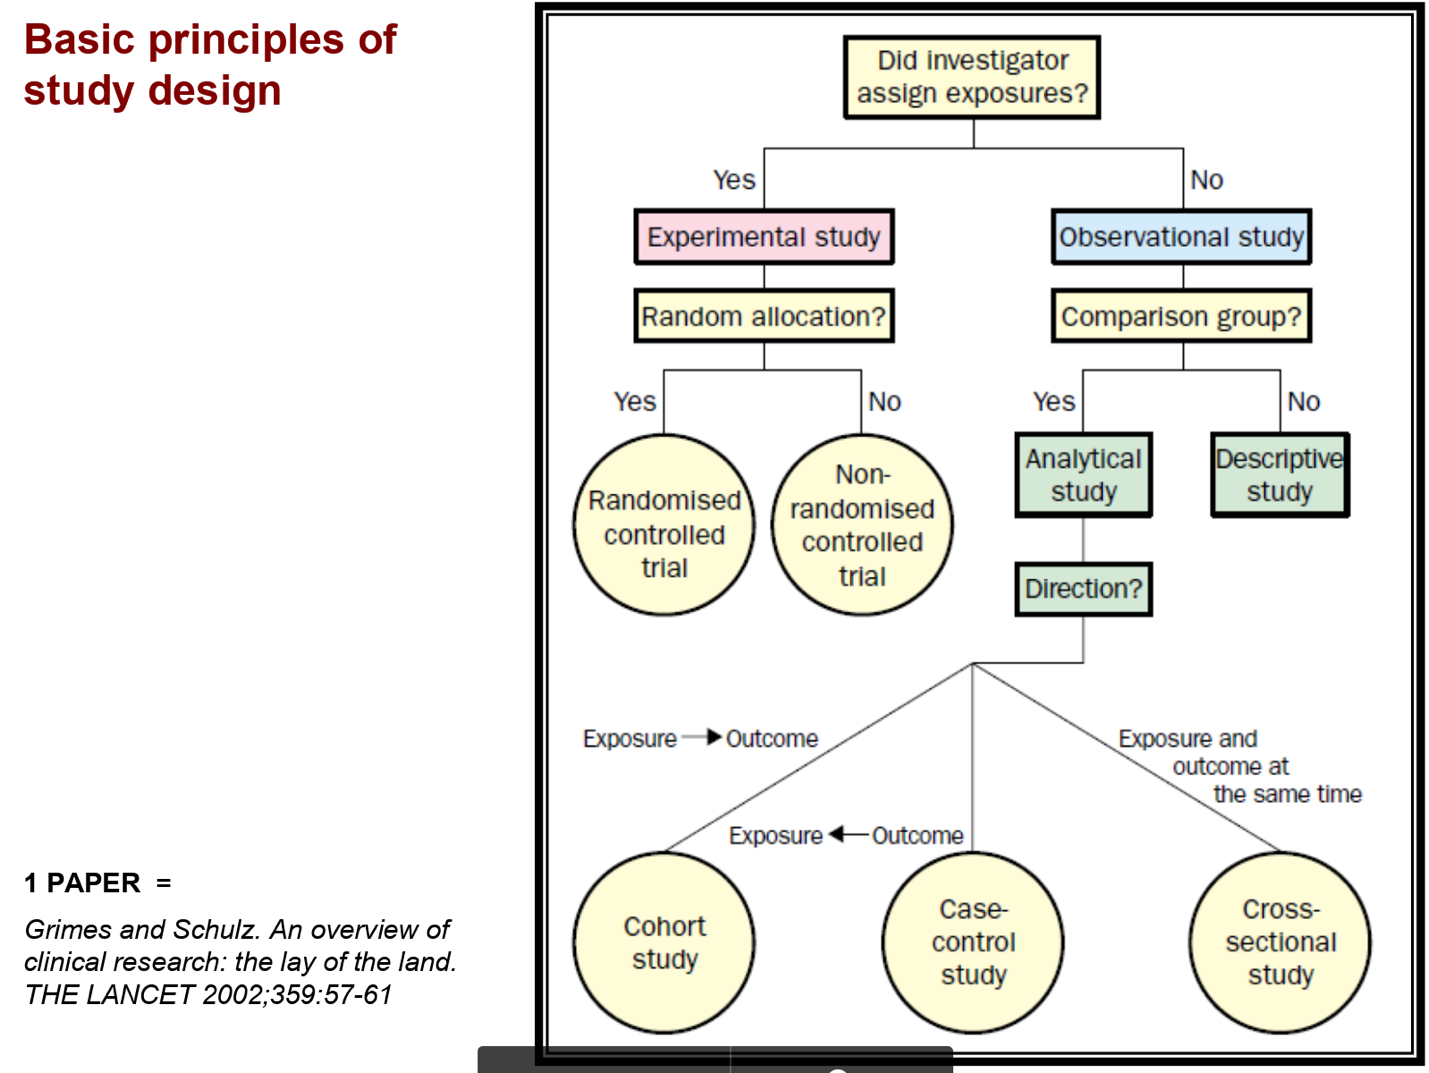 Basic principles of
study design
Did investigator
assign exposures?
Yes
No
Experimental study
Observational study
Random allocation?
Comparison group?
Yes
No
Yes
No
Randomised
controlled
trial
Non-
randomised
controlled
trial
Analytical
study
Descriptive
study
Direction?
Exposure → Outcome
Exposure and
outcome at
the same time
Exposure ← Outcome
Cohort
study
Case-
control
study
Cross-
sectional
study
1 PAPER =
Grimes and Schulz. An overview of
clinical research: the lay of the land.
THE LANCET 2002;359:57-61